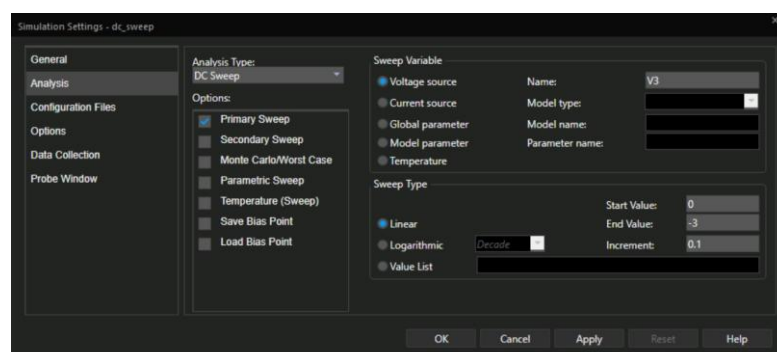 Simulation Settings - dc_sweep
General
Analysis
Configuration Files
Options
Data Collection
Probe Window
Analysis Type:
DC Sweep
Options:
Primary Sweep
Secondary Sweep
Monte Carlo/Worst Case
Parametric Sweep
Temperature (Sweep)
Save Bias Point
Load Bias Point
Sweep Variable
Voltage source Name: V3
Current source Model type:
Global parameter Model name:
Model parameter Parameter name:
Temperature
Sweep Type
Start Value: 0
Linear End Value: -3
Logarithmic Decade Increment: 0.1
Value List
OK Cancel Apply Reset Help